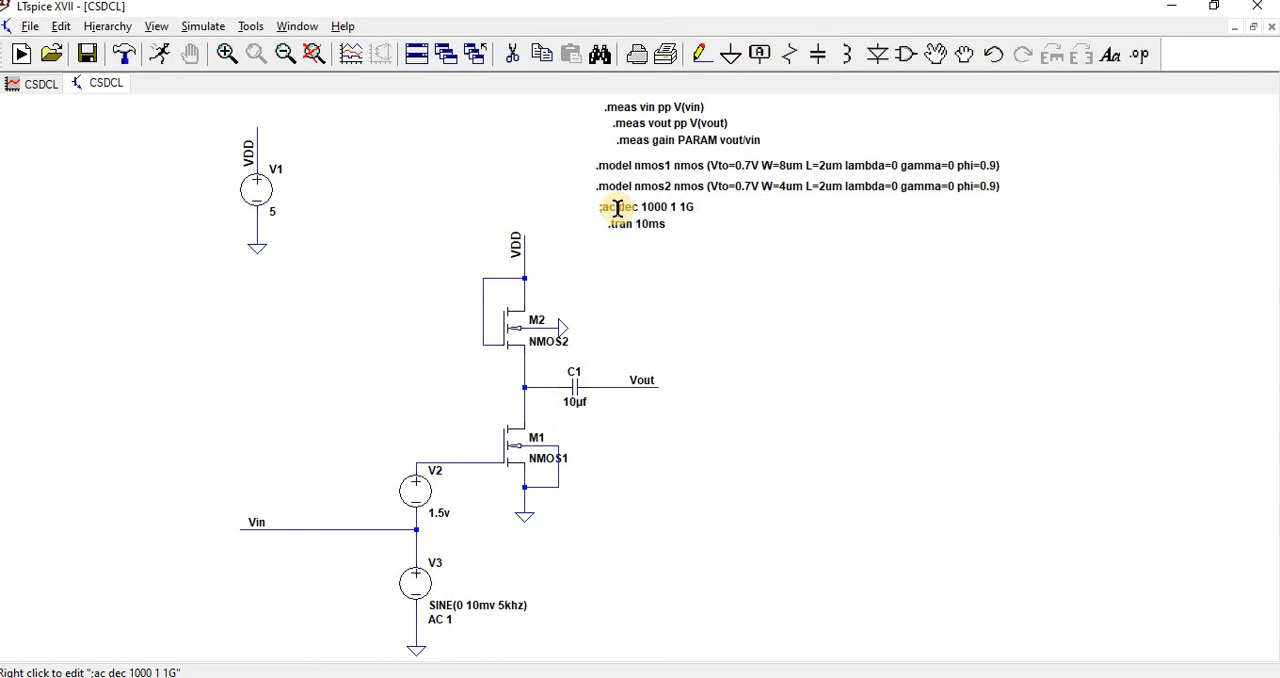 LTspice XVII - [CSDCL]
File Edit Hierarchy View Simulate Tools Window Help
CSDCL CSDCL
.meas vin pp V(vin)
.meas vout pp V(vout)
.meas gain PARAM vout/vin
.model nmos1 nmos (Vto=0.7V W=8um L=2um lambda=0 gamma=0 phi=0.9)
.model nmos2 nmos (Vto=0.7V W=4um L=2um lambda=0 gamma=0 phi=0.9)
;ac dec 1000 1 1G
.tran 10ms
VDD
V1
5
VDD
M2
NMOS2
C1
Vout
10µf
M1
NMOS1
V2
1.5v
Vin
V3
SINE(0 10mv 5khz)
AC 1
Right click to edit ";ac dec 1000 1 1G"